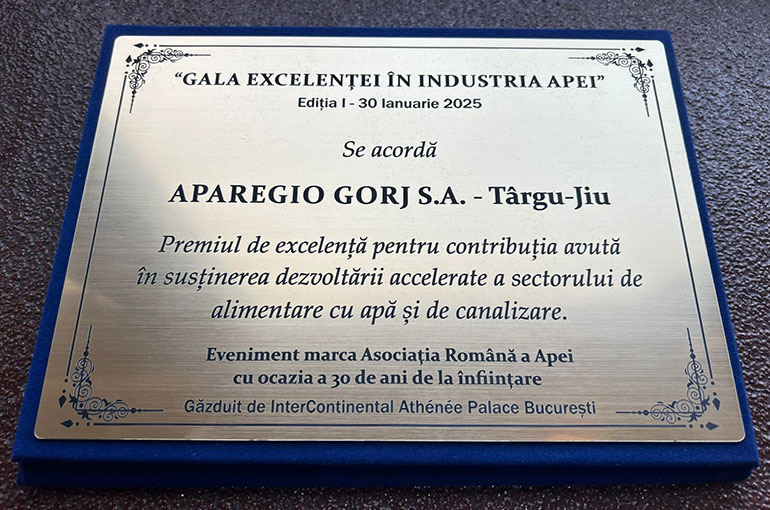 “GALA EXCELENȚEI ÎN INDUSTRIA APEI”
Ediția I - 30 Ianuarie 2025
Se acordă
APAREGIO GORJ S.A. - Târgu-Jiu
Premiul de excelență pentru contribuția avută
în susținerea dezvoltării accelerate a sectorului de
alimentare cu apă și de canalizare.
Eveniment marca Asociația Română a Apei
cu ocazia a 30 de ani de la înființare
Găzduit de InterContinental Athénée Palace București